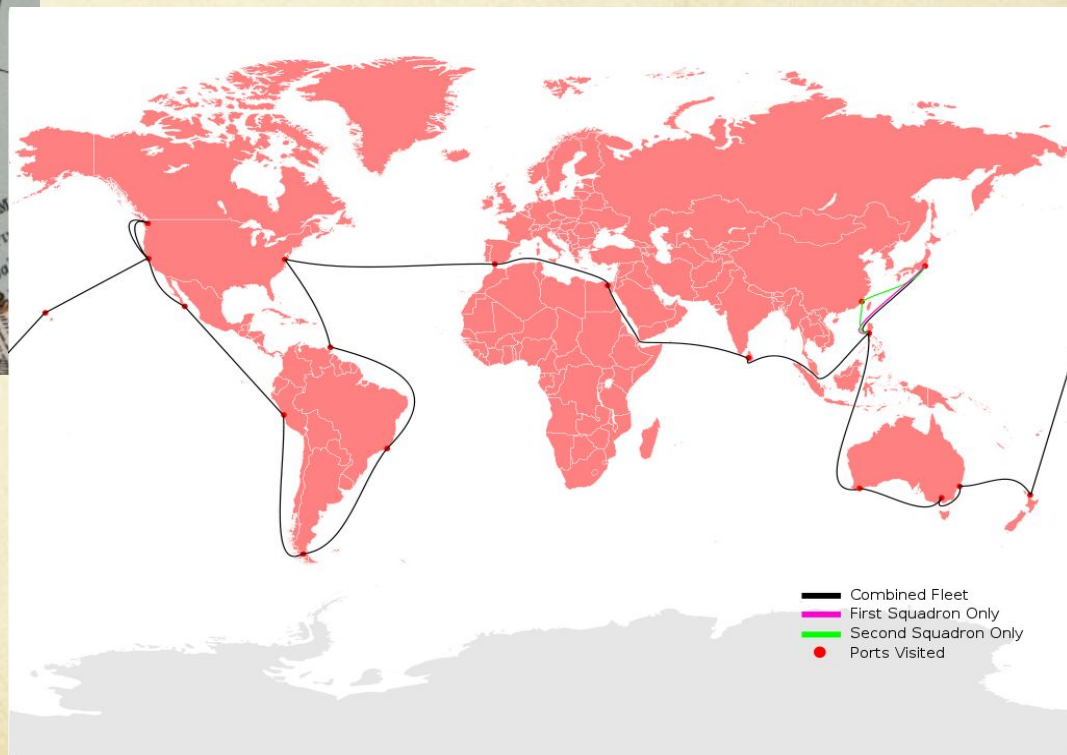 Combined Fleet
First Squadron Only
Second Squadron Only
Ports Visited